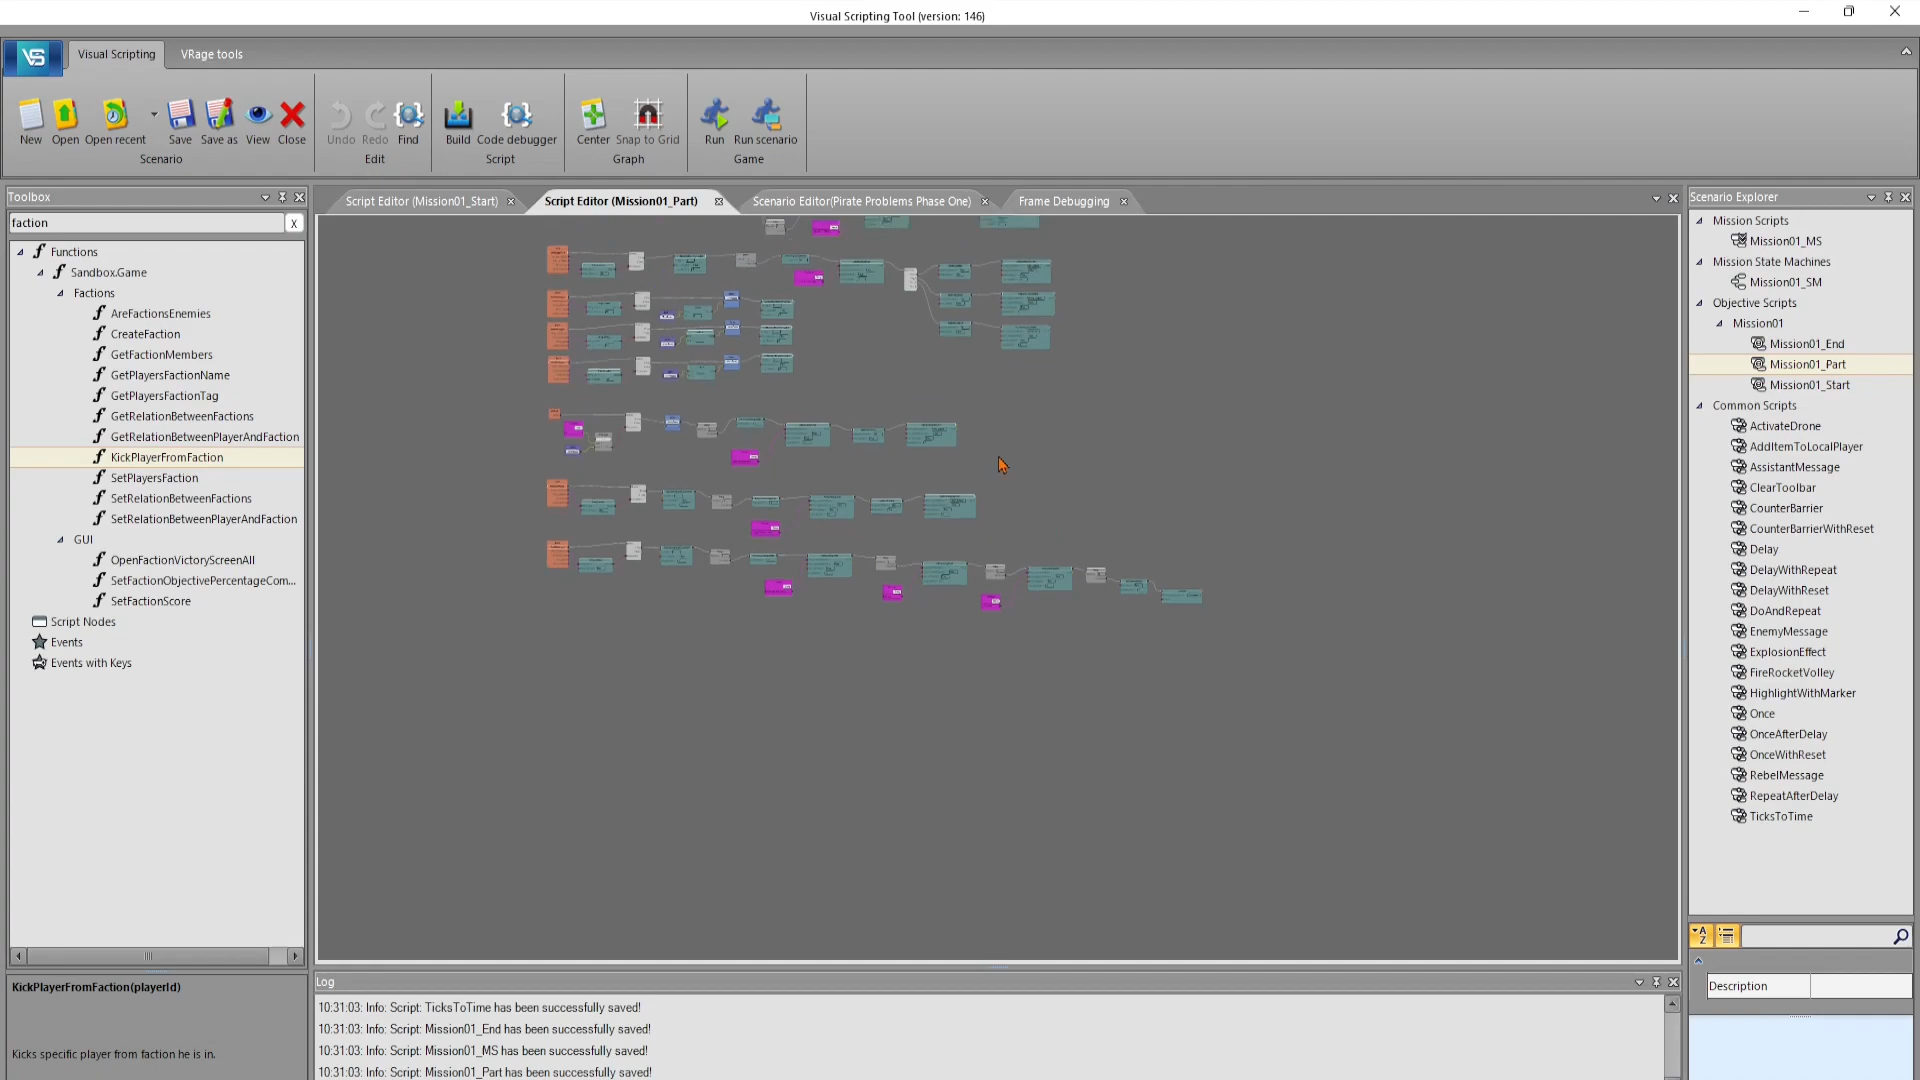 Visual Scripting Tool (version: 146)
VS
Visual Scripting
VRage tools
New
Open
Open recent
Save
Save as
View
Close
Scenario
Undo
Redo
Find
Edit
Build
Code debugger
Script
Center
Snap to Grid
Graph
Run
Run scenario
Game
Toolbox
faction
X
Functions
Sandbox.Game
Factions
AreFactionsEnemies
CreateFaction
GetFactionMembers
GetPlayersFactionName
GetPlayersFactionTag
GetRelationBetweenFactions
GetRelationBetweenPlayerAndFaction
KickPlayerFromFaction
SetPlayersFaction
SetRelationBetweenFactions
SetRelationBetweenPlayerAndFaction
GUI
OpenFactionVictoryScreenAll
SetFactionObjectivePercentageCom...
SetFactionScore
Script Nodes
Events
Events with Keys
KickPlayerFromFaction(playerId)
Kicks specific player from faction he is in.
Script Editor (Mission01_Start)
Script Editor (Mission01_Part)
Scenario Editor(Pirate Problems Phase One)
Frame Debugging
Log
10:31:03: Info: Script: TicksToTime has been successfully saved!
10:31:03: Info: Script: Mission01_End has been successfully saved!
10:31:03: Info: Script: Mission01_MS has been successfully saved!
10:31:03: Info: Script: Mission01_Part has been successfully saved!
Scenario Explorer
Mission Scripts
Mission01_MS
Mission State Machines
Mission01_SM
Objective Scripts
Mission01
Mission01_End
Mission01_Part
Mission01_Start
Common Scripts
ActivateDrone
AddItemToLocalPlayer
AssistantMessage
ClearToolbar
CounterBarrier
CounterBarrierWithReset
Delay
DelayWithRepeat
DelayWithReset
DoAndRepeat
EnemyMessage
ExplosionEffect
FireRocketVolley
HighlightWithMarker
Once
OnceAfterDelay
OnceWithReset
RebelMessage
RepeatAfterDelay
TicksToTime
AZ
Description